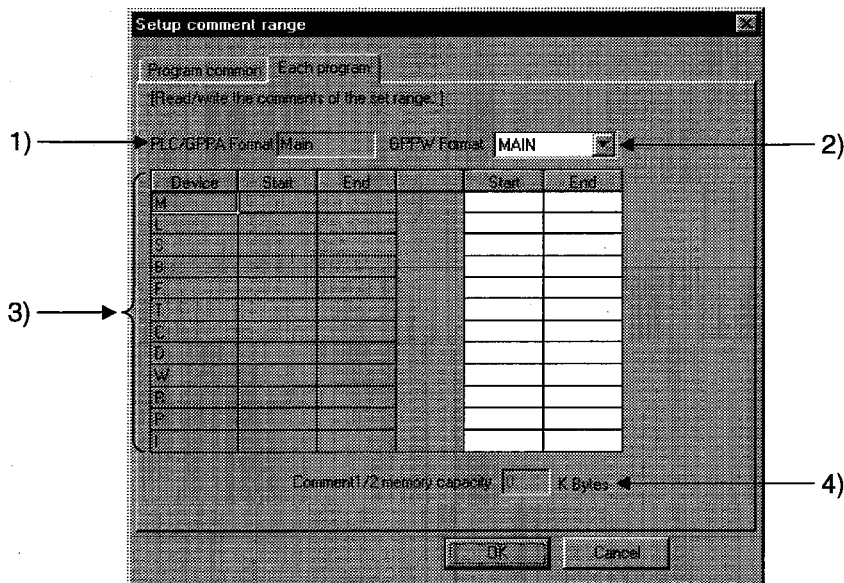 Setup comment range
Program common Each program
[Read/write the comments of the set range. ]
1) PLC/GPPA Format Main GPPW Format MAIN 2)
Device Start End Start End
M
L
S
B
F
T
C
D
W
R
P
I
3)
Comment1/2 memory capacity 0 K Bytes 4)
OK Cancel